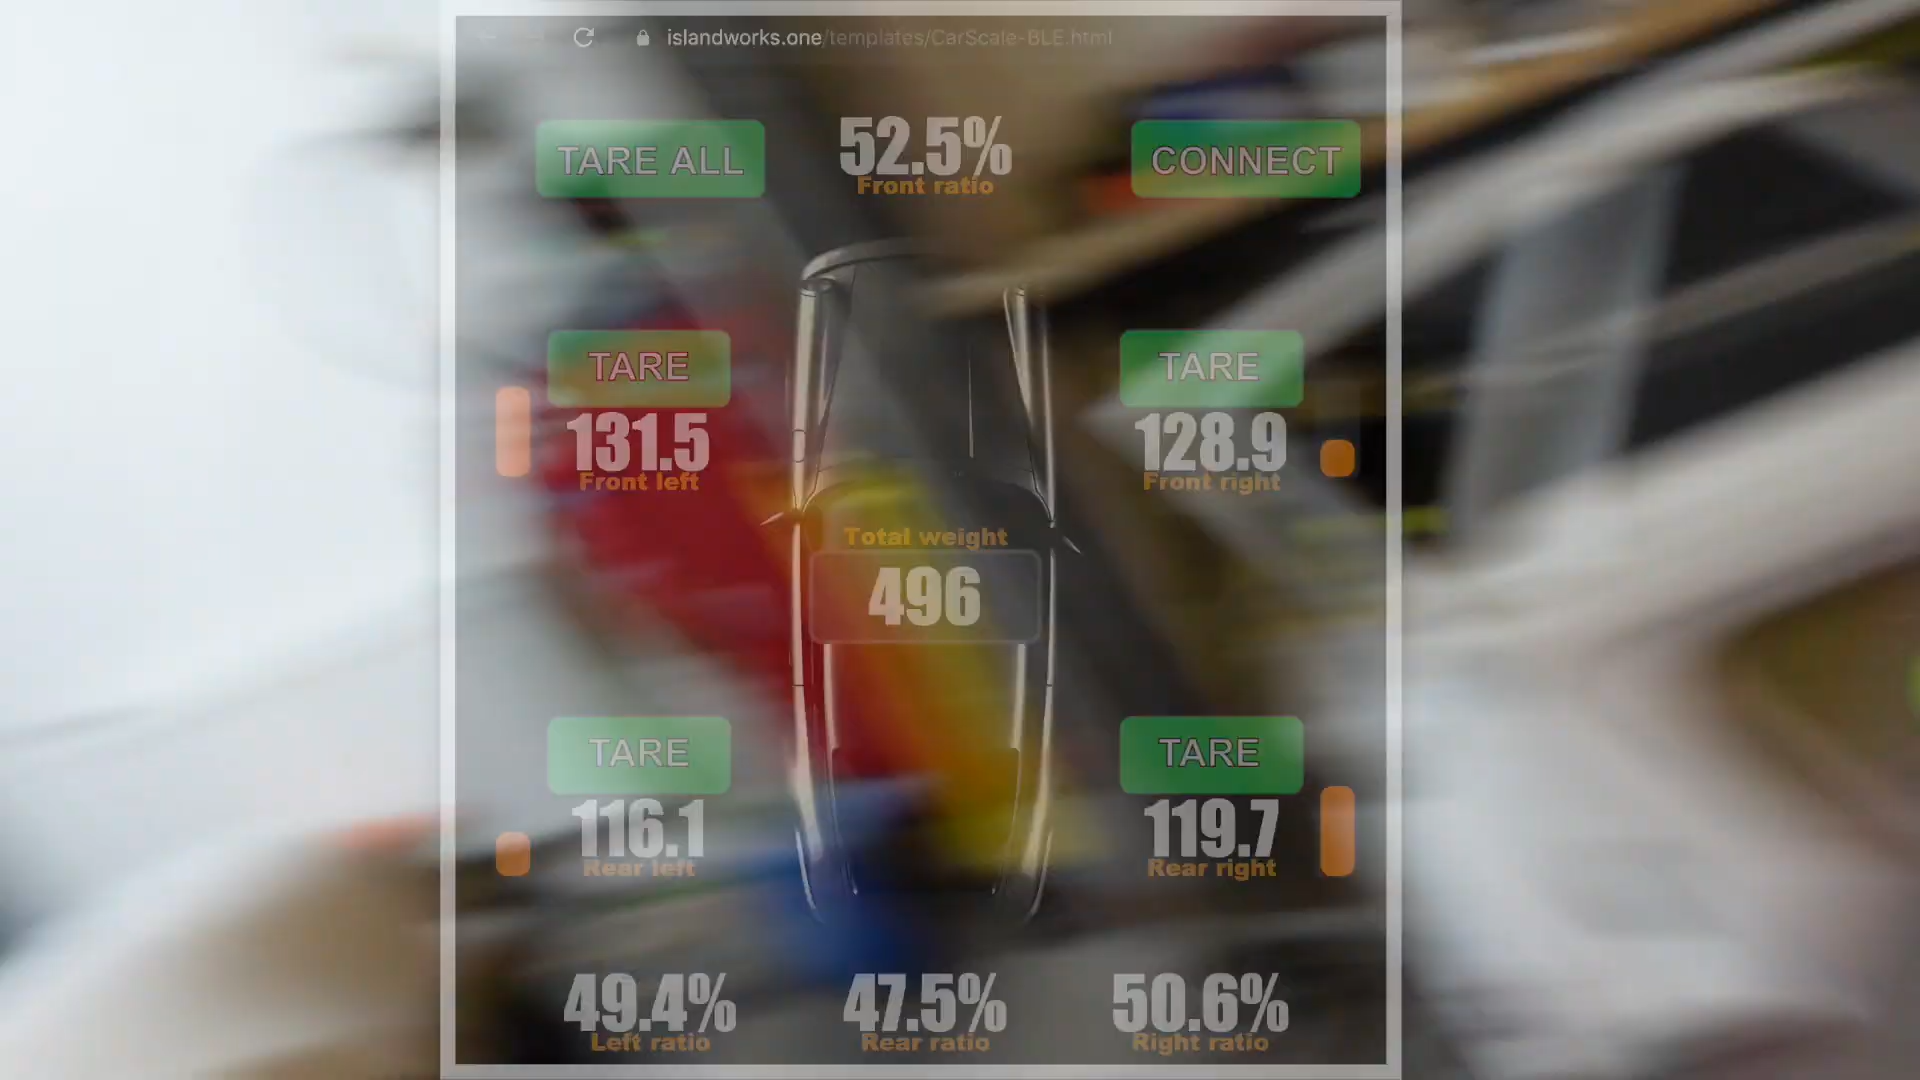 islandworks.one/templates/CarScale-BLE.html
TARE ALL
52.5%
Front ratio
CONNECT
TARE
131.5
Front left
TARE
128.9
Front right
Total weight
496
TARE
116.1
Rear left
TARE
119.7
Rear right
49.4%
Left ratio
47.5%
Rear ratio
50.6%
Right ratio